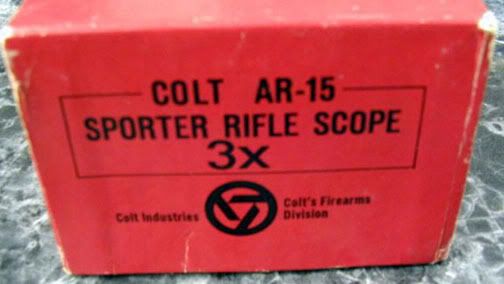 COLT AR-15
SPORTER RIFLE SCOPE
3x
Colt Industries
Colt's Firearms
Division